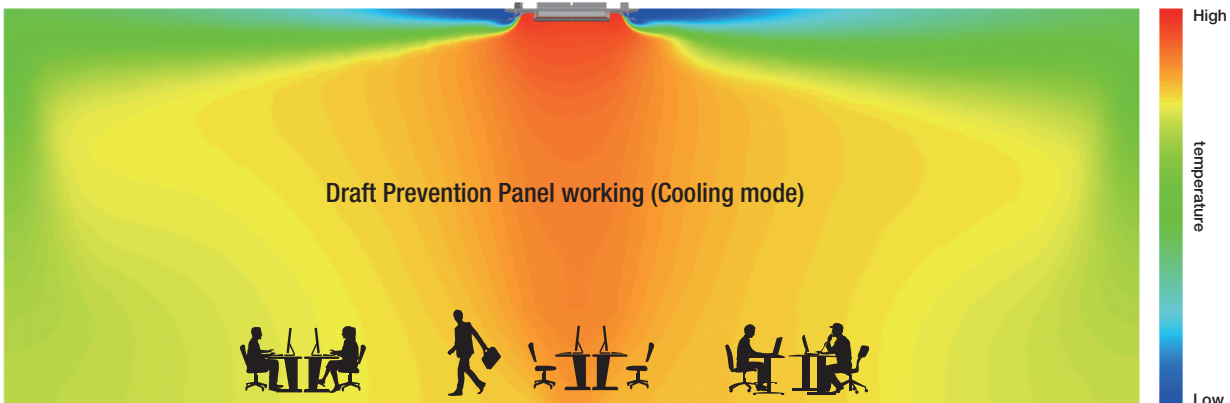 High
Draft Prevention Panel working (Cooling mode)
temperature
Low